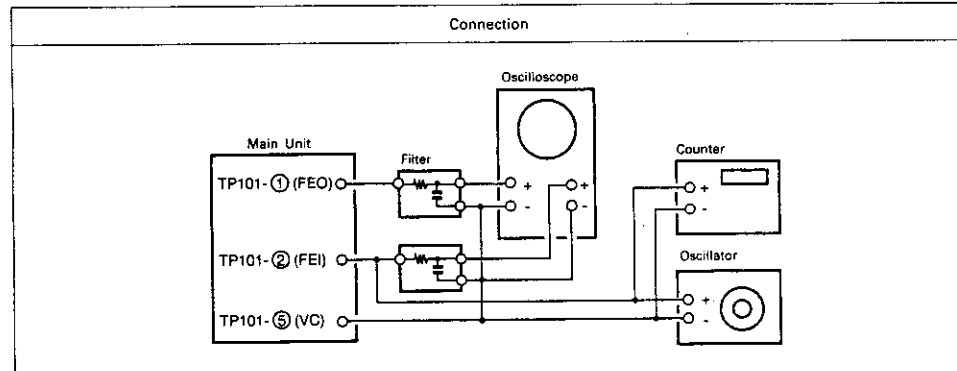 Connection
Oscilloscope
Main Unit
Filter
Counter
TP101-① (FEO)
+
+
-
-
+
-
TP101-② (FEI)
Oscillator
+
-
TP101-⑤ (VC)